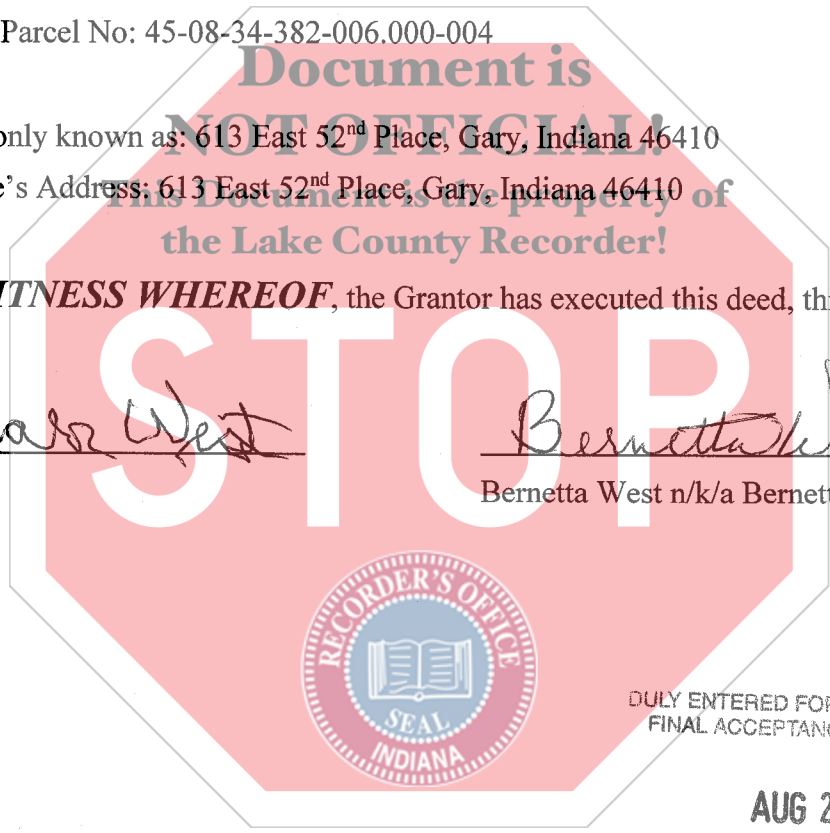 Parcel No: 45-08-34-382-006.000-004
Document is
only known as: 613 East 52nd Place, Gary, Indiana 46410
NOT OFFICIAL!
e's Address: 613 East 52nd Place, Gary, Indiana 46410
This Document is the property of
the Lake County Recorder!
ITNESS WHEREOF, the Grantor has executed this deed, thi
STOP
West
Bernetta
Bernetta West n/k/a Bernett
RECORDER'S OFFICE
SEAL
INDIANA
DULY ENTERED FOR
FINAL ACCEPTANC
AUG 2